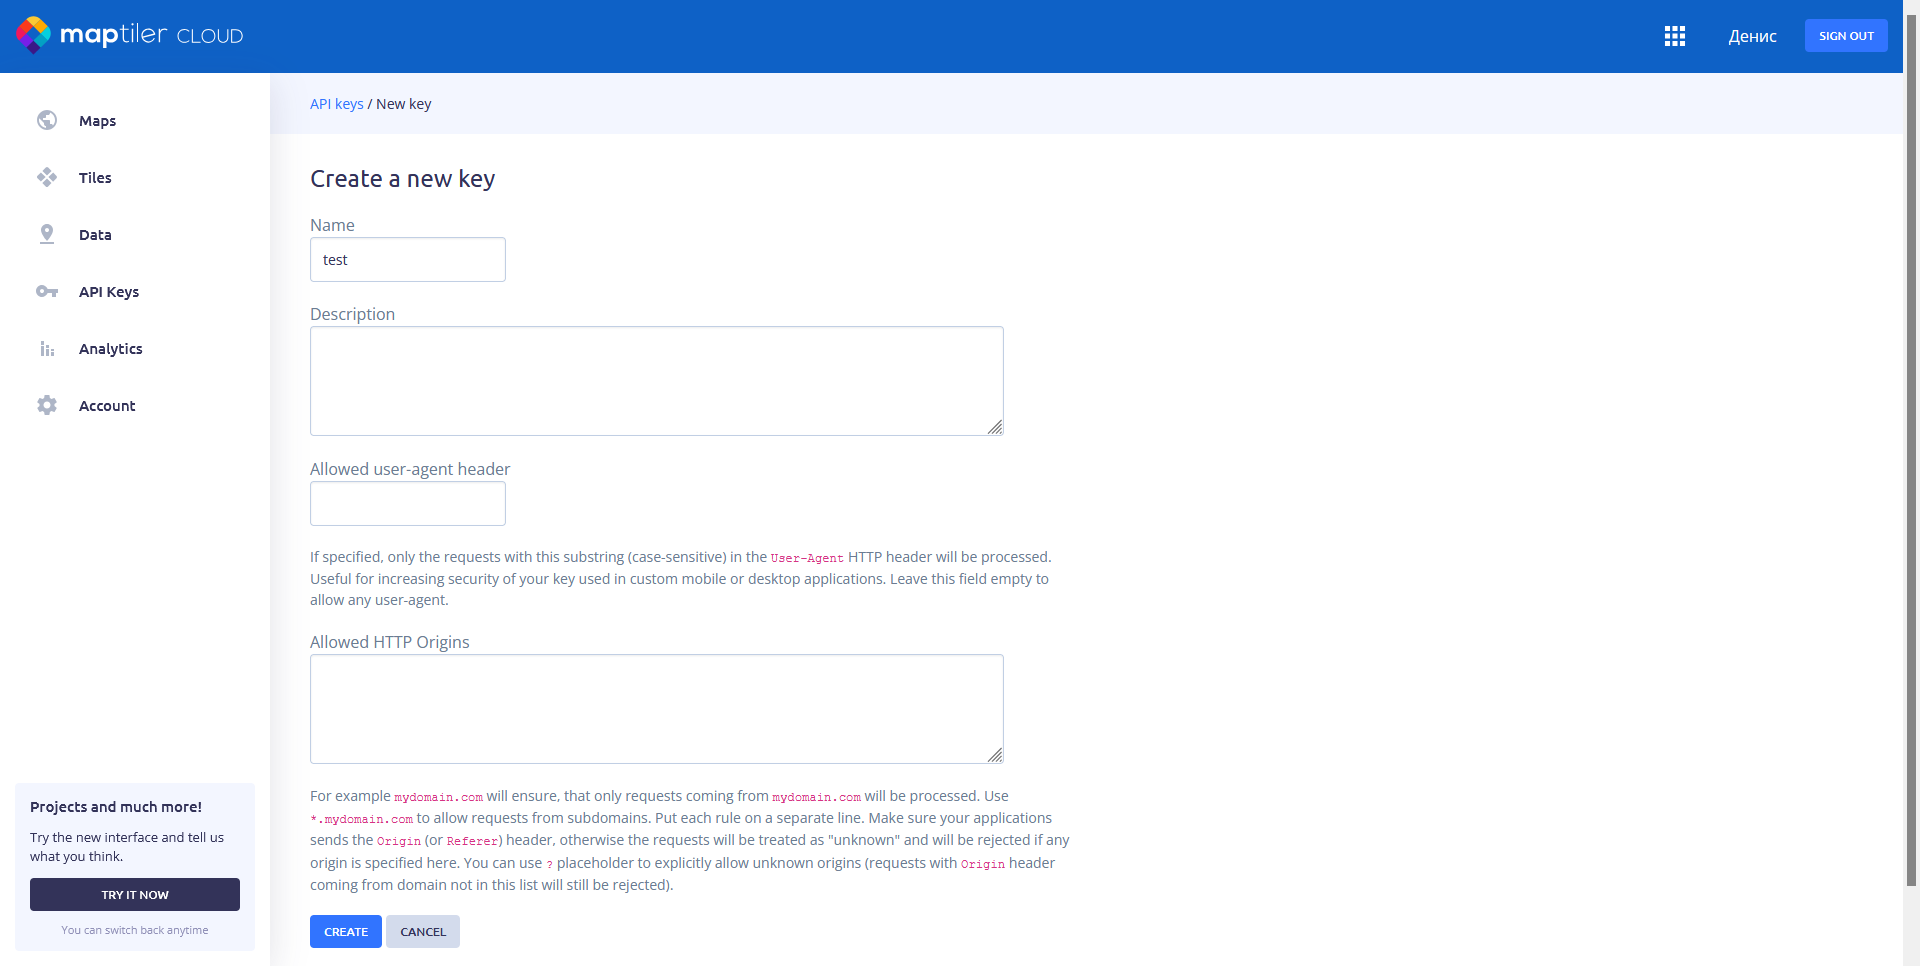 maptiler CLOUD
Денис
SIGN OUT
Maps
Tiles
Data
API Keys
Analytics
Account
Projects and much more!
Try the new interface and tell us
what you think.
TRY IT NOW
You can switch back anytime
API keys / New key
Create a new key
Name
test
Description
Allowed user-agent header
If specified, only the requests with this substring (case-sensitive) in the User-Agent HTTP header will be processed.
Useful for increasing security of your key used in custom mobile or desktop applications. Leave this field empty to
allow any user-agent.
Allowed HTTP Origins
For example mydomain.com will ensure, that only requests coming from mydomain.com will be processed. Use
*.mydomain.com to allow requests from subdomains. Put each rule on a separate line. Make sure your applications
sends the Origin (or Referer) header, otherwise the requests will be treated as "unknown" and will be rejected if any
origin is specified here. You can use ? placeholder to explicitly allow unknown origins (requests with Origin header
coming from domain not in this list will still be rejected).
CREATE
CANCEL